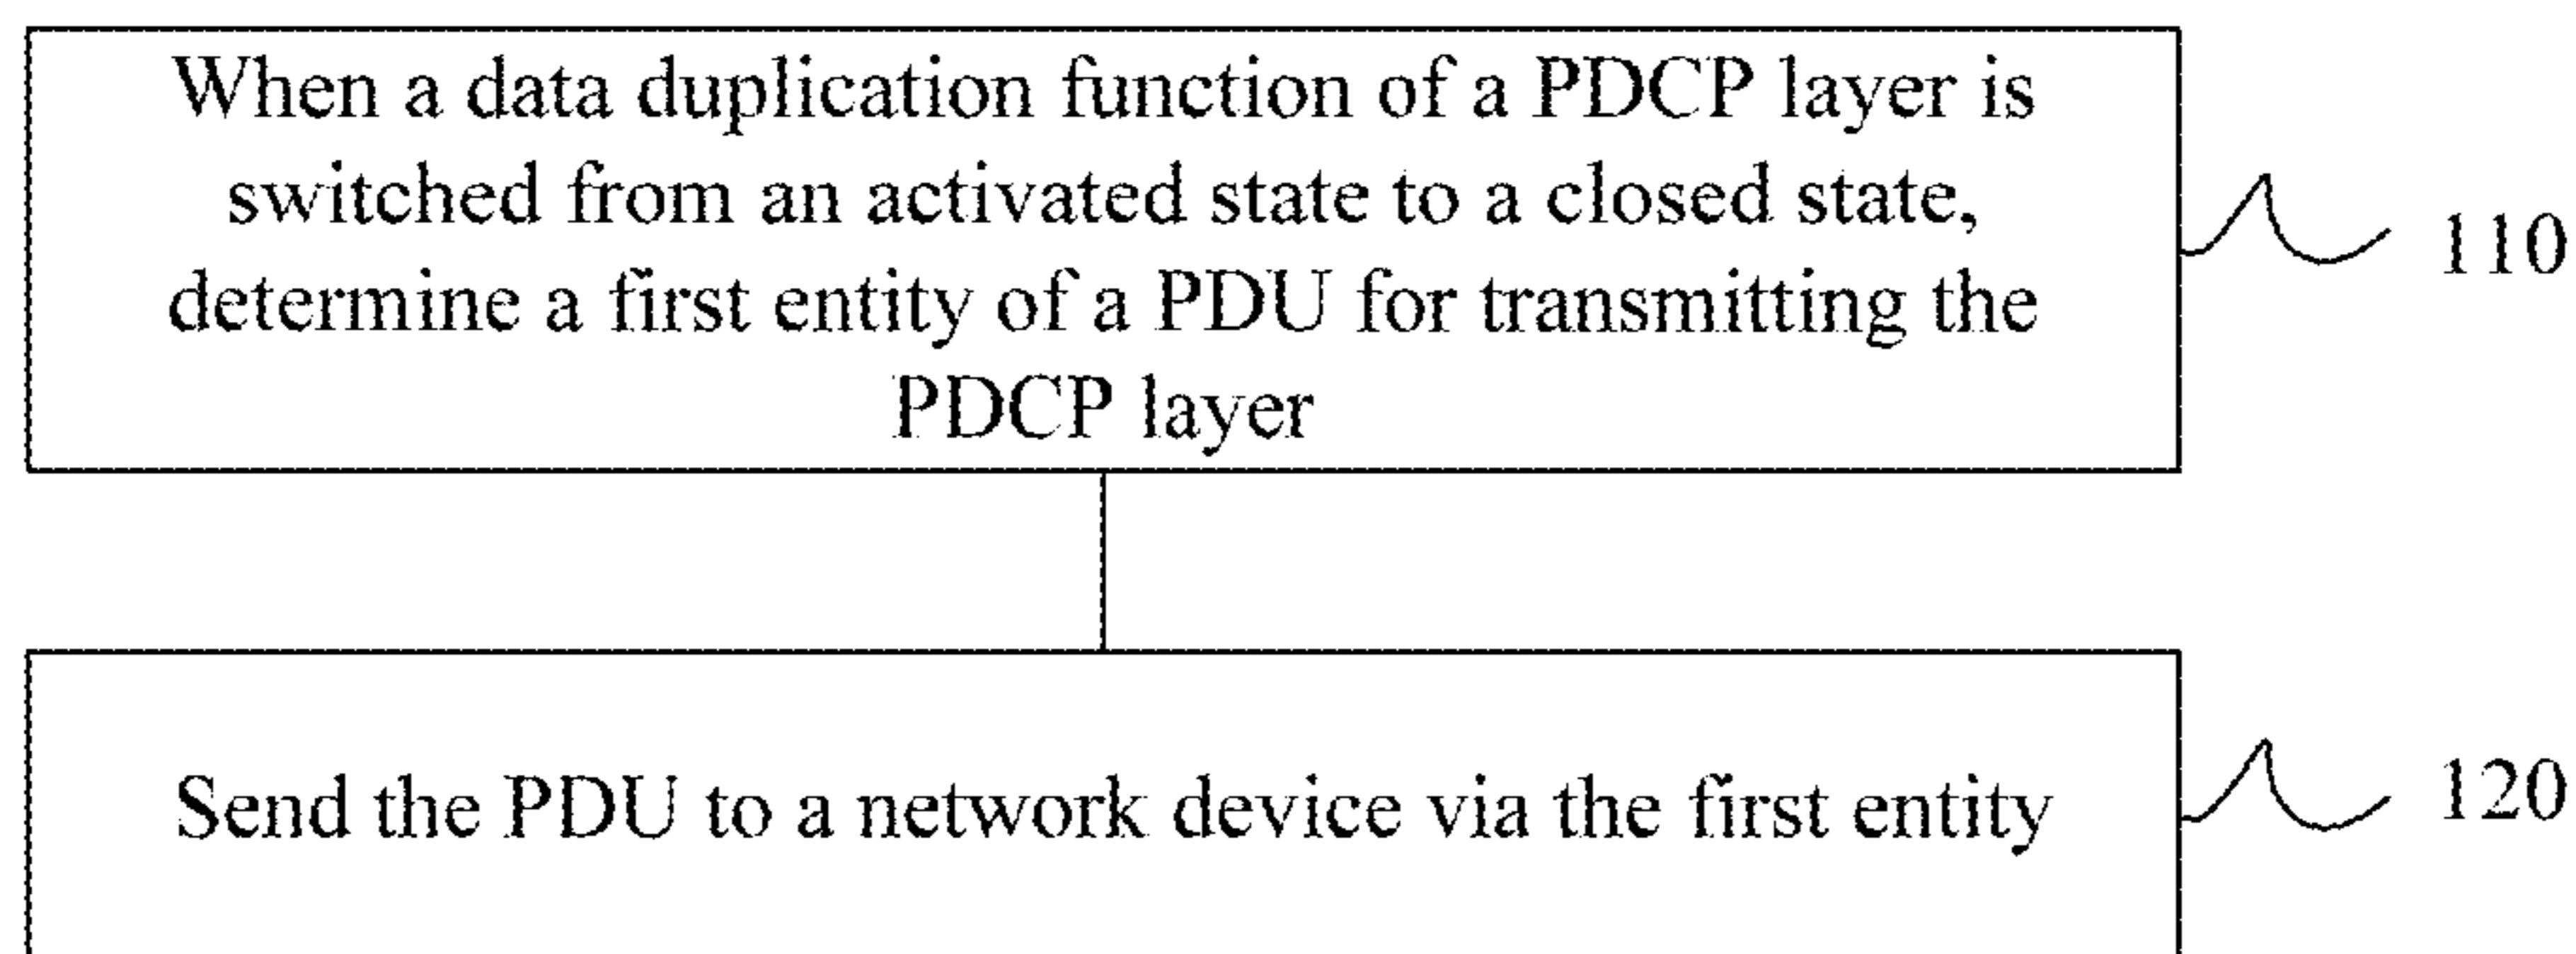 When a data duplication function of a PDCP layer is
switched from an activated state to a closed state,
determine a first entity of a PDU for transmitting the
PDCP layer
110
Send the PDU to a network device via the first entity
120